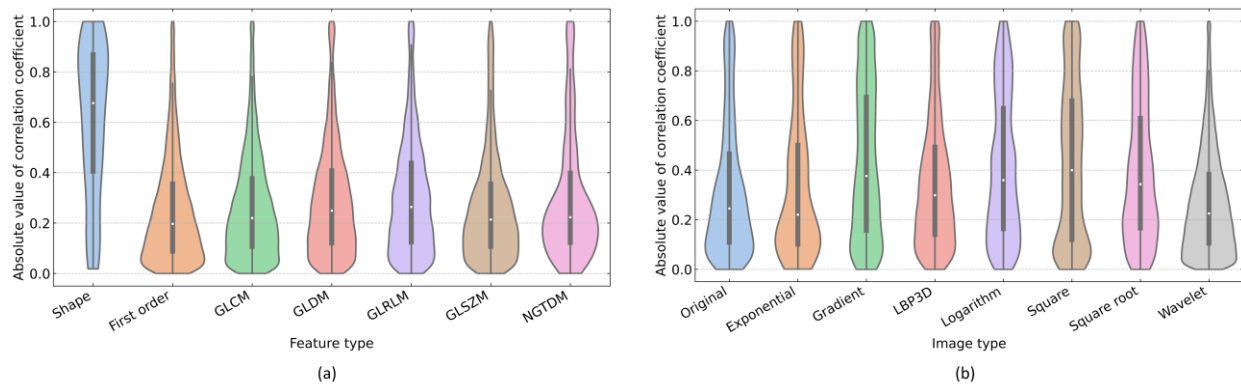 Absolute value of correlation coefficient
1.0
0.8
0.6
0.4
0.2
0.0
Shape
First order
GLCM
GLDM
GLRLM
GLSZM
NGTDM
Feature type
(a)
Absolute value of correlation coefficient
1.0
0.8
0.6
0.4
0.2
0.0
Original
Exponential
Gradient
LBP3D
Logarithm
Square
Square root
Wavelet
Image type
(b)